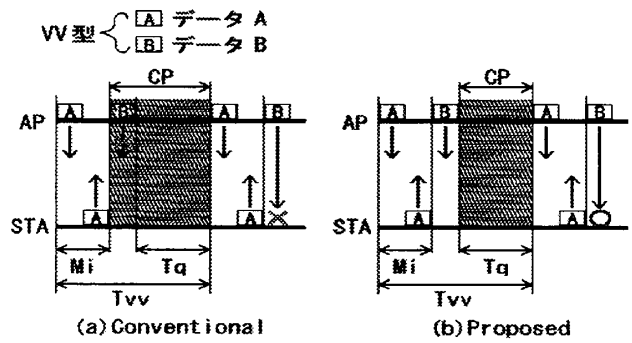 VV型 { A データ A
B データ B
CP
AP A B A B
STA A A
Mi Tq
Tvv
(a)Conventional
CP
AP A B A B
STA A A
Mi Tq
Tvv
(b)Proposed